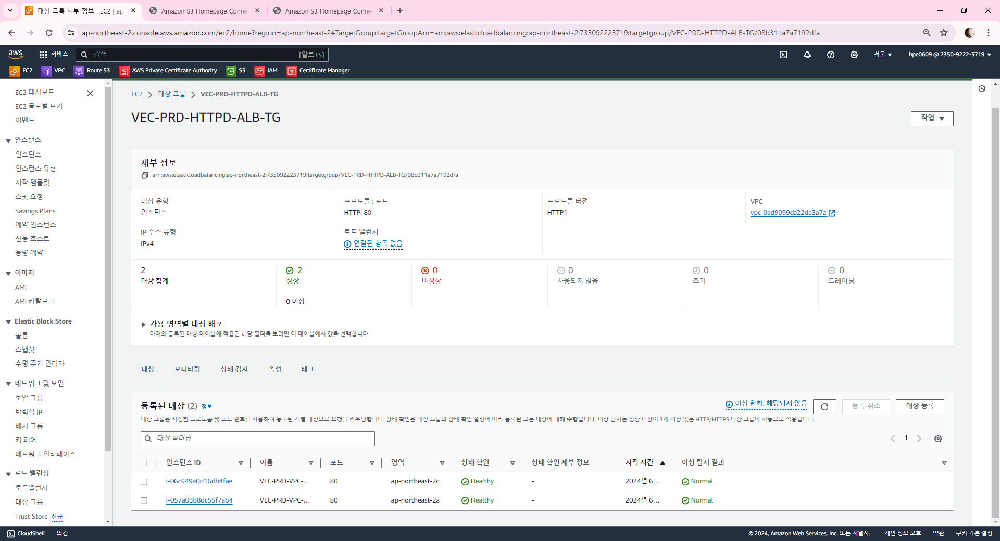 대상 그룹 세부 정보 | EC2 | ap
Amazon S3 Homepage Conne
Amazon S3 Homepage Conne
ap-northeast-2.console.aws.amazon.com/ec2/home?region=ap-northeast-2#TargetGroup:targetGroupArn=arn:aws:elasticloadbalancing:ap-northeast-2:735092223719:targetgroup/VEC-PRD-HTTPD-ALB-TG/08b311a7a7192dfa
aws 서비스 검색 [알트+S] 서울 hpe0609 @ 7350-9222-3719
EC2 VPC Route 53 AWS Private Certificate Authority S3 IAM Certificate Manager
EC2 대시보드
EC2 글로벌 보기
이벤트
인스턴스
인스턴스
인스턴스 유형
시작 템플릿
스팟 요청
Savings Plans
예약 인스턴스
전용 호스트
용량 예약
이미지
AMI
AMI 카탈로그
Elastic Block Store
볼륨
스냅샷
수명 주기 관리자
네트워크 및 보안
보안 그룹
탄력적 IP
배치 그룹
키 페어
네트워크 인터페이스
로드 밸런싱
로드밸런서
대상 그룹
Trust Store 신규
EC2 대상 그룹 VEC-PRD-HTTPD-ALB-TG
VEC-PRD-HTTPD-ALB-TG
작업
세부 정보
arn:aws:elasticloadbalancing:ap-northeast-2:735092223719:targetgroup/VEC-PRD-HTTPD-ALB-TG/08b311a7a7192dfa
대상 유형
인스턴스
프로토콜 : 포트
HTTP: 80
프로토콜 버전
HTTP1
VPC
vpc-0ad9099cb22de3a7a
IP 주소 유형
IPv4
로드 밸런서
연결된 항목 없음
2
대상 합계
2
정상
0 이상
0
비정상
0
사용되지 않음
0
초기
0
드레이닝
가용 영역별 대상 배포
아래의 등록된 대상 테이블에 적용된 해당 필터를 보려면 이 테이블에서 값을 선택합니다.
대상 모니터링 상태 검사 속성 태그
등록된 대상 (2) 정보
이상 완화: 해당되지 않음
등록 취소
대상 등록
대상 그룹은 지정한 프로토콜 및 포트 번호를 사용하여 등록된 개별 대상으로 요청을 라우팅합니다. 상태 확인은 대상 그룹의 상태 확인 설정에 따라 등록된 모든 대상에 대해 수행됩니다. 이상 탐지는 정상 대상이 3개 이상 있는 HTTP/HTTPS 대상 그룹에 자동으로 적용됩니다.
대상 필터링
1
인스턴스 ID 이름 포트 영역 상태 확인 상태 확인 세부 정보 시작 시간 이상 탐지 결과
i-06c949a0d16db4fae VEC-PRD-VPC-... 80 ap-northeast-2c Healthy - 2024년 6... Normal
i-057a03b8dc55f7a84 VEC-PRD-VPC-... 80 ap-northeast-2a Healthy - 2024년 6... Normal
CloudShell 의견 © 2024, Amazon Web Services, Inc. 또는 계열사. 개인 정보 보호 약관 쿠키 기본 설정